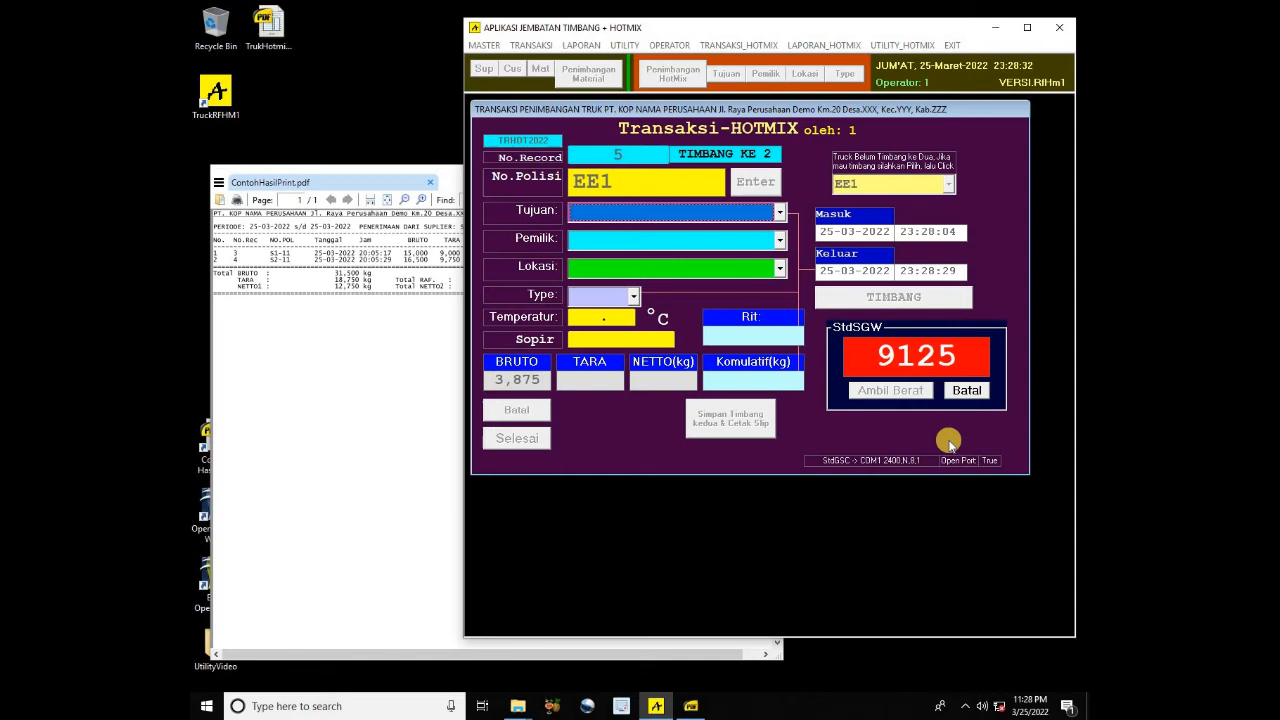 Recycle Bin
TrukHotmi...
TruckRFHM1
UtilityVideo
ContohHasilPrint.pdf
Page: 1 / 1 Find:
PT. KOP NAMA PERUSAHAAN Jl. Raya Perusahaan Demo Km.20 Desa.XX
PERIODE: 25-03-2022 s/d 25-03-2022 PENERIMAAN DARI SUPLIER: S
No. No.Rec NO.POL Tanggal Jam BRUTO TARA
1 3 S1-11 25-03-2022 20:05:17 15,000 9,000
2 4 S2-11 25-03-2022 20:05:29 16,500 9,750
Total BRUTO : 31,500 kg
TARA : 18,750 kg Total RAF. :
NETTO1 : 12,750 kg Total NETTO2 :
APLIKASI JEMBATAN TIMBANG + HOTMIX
MASTER TRANSAKSI LAPORAN UTILITY OPERATOR TRANSAKSI_HOTMIX LAPORAN_HOTMIX UTILITY_HOTMIX EXIT
Sup Cus Mat Penimbangan Material Penimbangan HotMix Tujuan Pemilik Lokasi Type
JUM'AT, 25-Maret-2022 23:28:32
Operator: 1 VERSI.RfHm1
TRANSAKSI PENIMBANGAN TRUK PT. KOP NAMA PERUSAHAAN Jl. Raya Perusahaan Demo Km.20 Desa.XXX, Kec.YYY, Kab.ZZZ
Transaksi-HOTMIX oleh: 1
TRHOT2022
No.Record 5 TIMBANG KE 2
No.Polisi EE1 Enter
Truck Belum Timbang ke Dua, Jika
mau timbang silahkan Pilih, lalu Click
EE1
Tujuan:
Pemilik:
Lokasi:
Type:
Temperatur: . °C
Sopir
Rit:
Masuk
25-03-2022 23:28:04
Keluar
25-03-2022 23:28:29
TIMBANG
StdSGW
9125
Ambil Berat Batal
BRUTO TARA NETTO(kg) Komulatif(kg)
3,875
Batal
Selesai
Simpan Timbang
kedua & Cetak Slip
StdGSC -> COM1 2400,N,8,1 Open Port: True
Type here to search
11:28 PM
3/25/2022
1